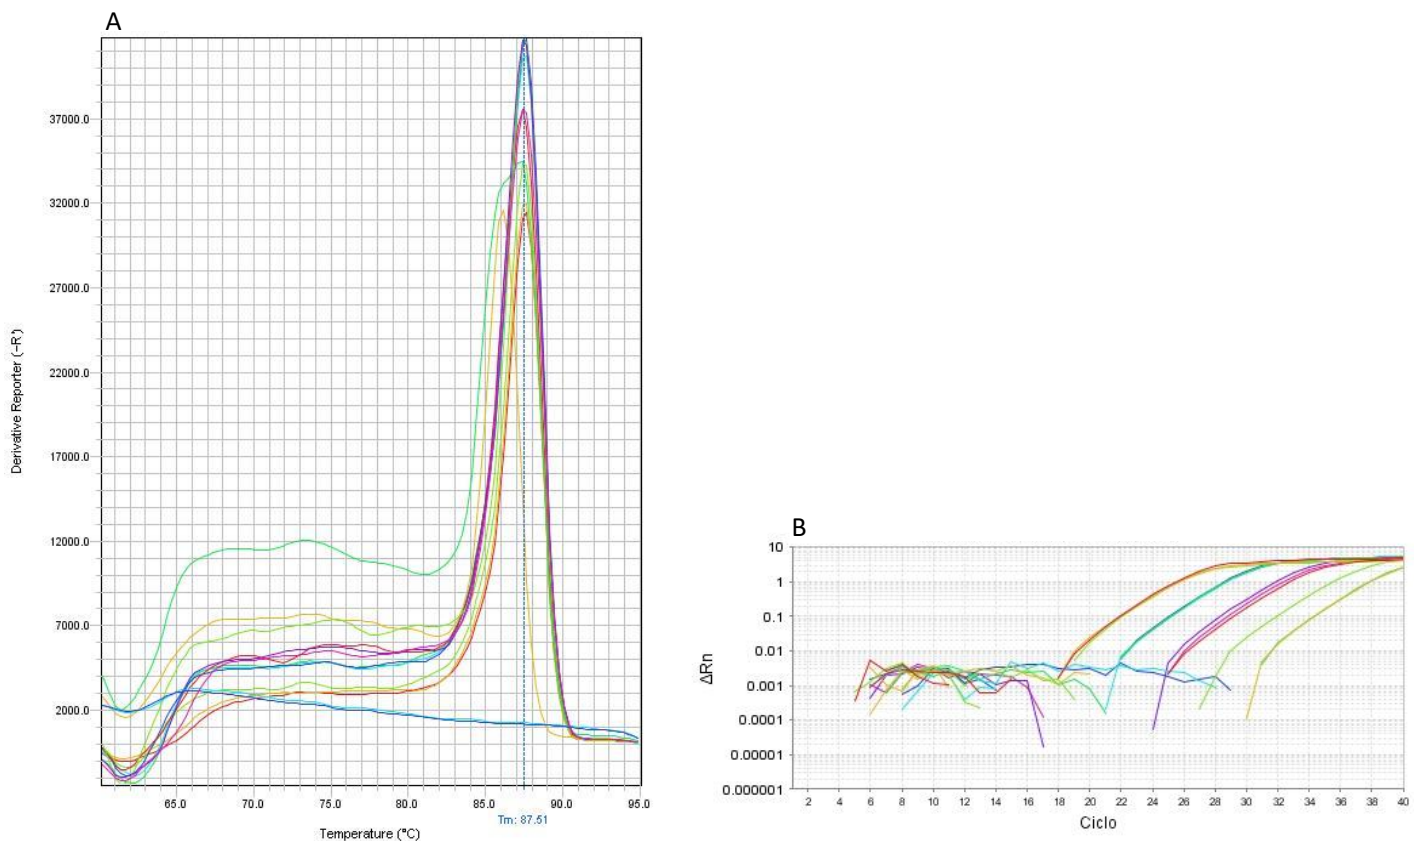 A
Derivative Reporter (-R')
37000.0
32000.0
27000.0
22000.0
17000.0
12000.0
7000.0
2000.0
65.0 70.0 75.0 80.0 85.0 90.0 95.0
Tm: 87.51
Temperature (°C)
B
ΔRn
10
1
0.1
0.01
0.001
0.0001
0.00001
0.000001
2 4 6 8 10 12 14 16 18 20 22 24 26 28 30 32 34 36 38 40
Ciclo